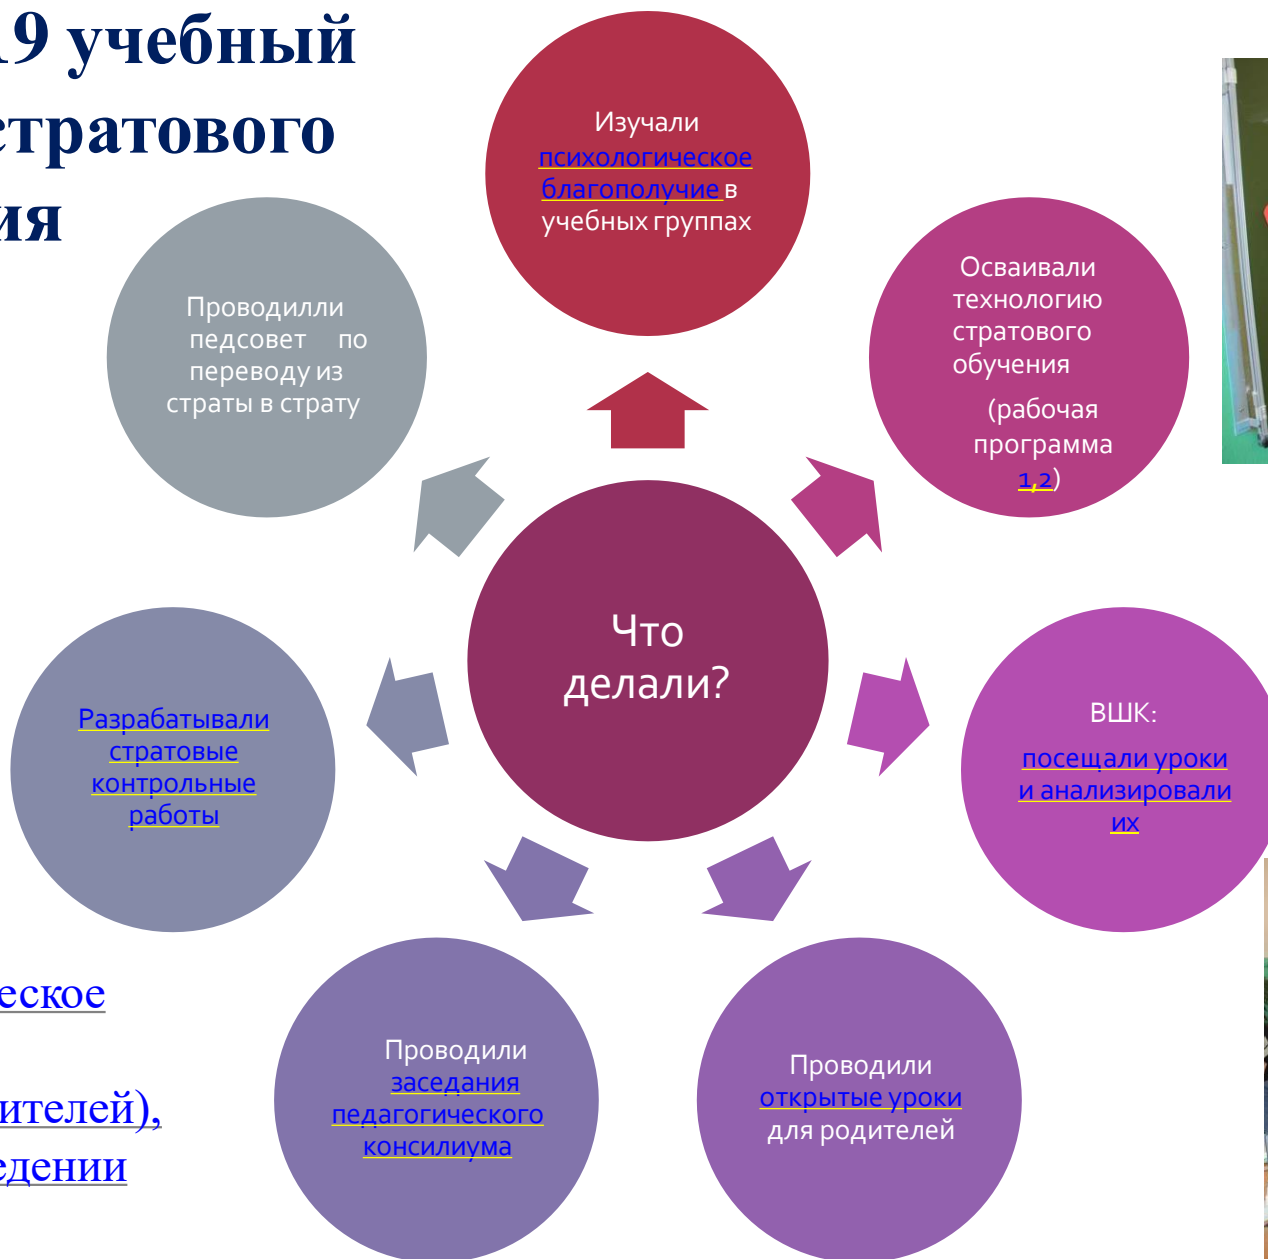 19 учебный
стратового
ия
Изучали
психологическое
благополучие в
учебных группах
Осваивали
технологию
стратового
обучения
(рабочая
программа
1,2)
ВШК:
посещали уроки
и анализировали
их
Проводили
открытые уроки
для родителей
Проводили
заседания
педагогического
консилиума
Разрабатывали
стратовые
контрольные
работы
Проводилли
педсовет по
переводу из
страты в страту
Что
делали?
еское
ителей),
едении